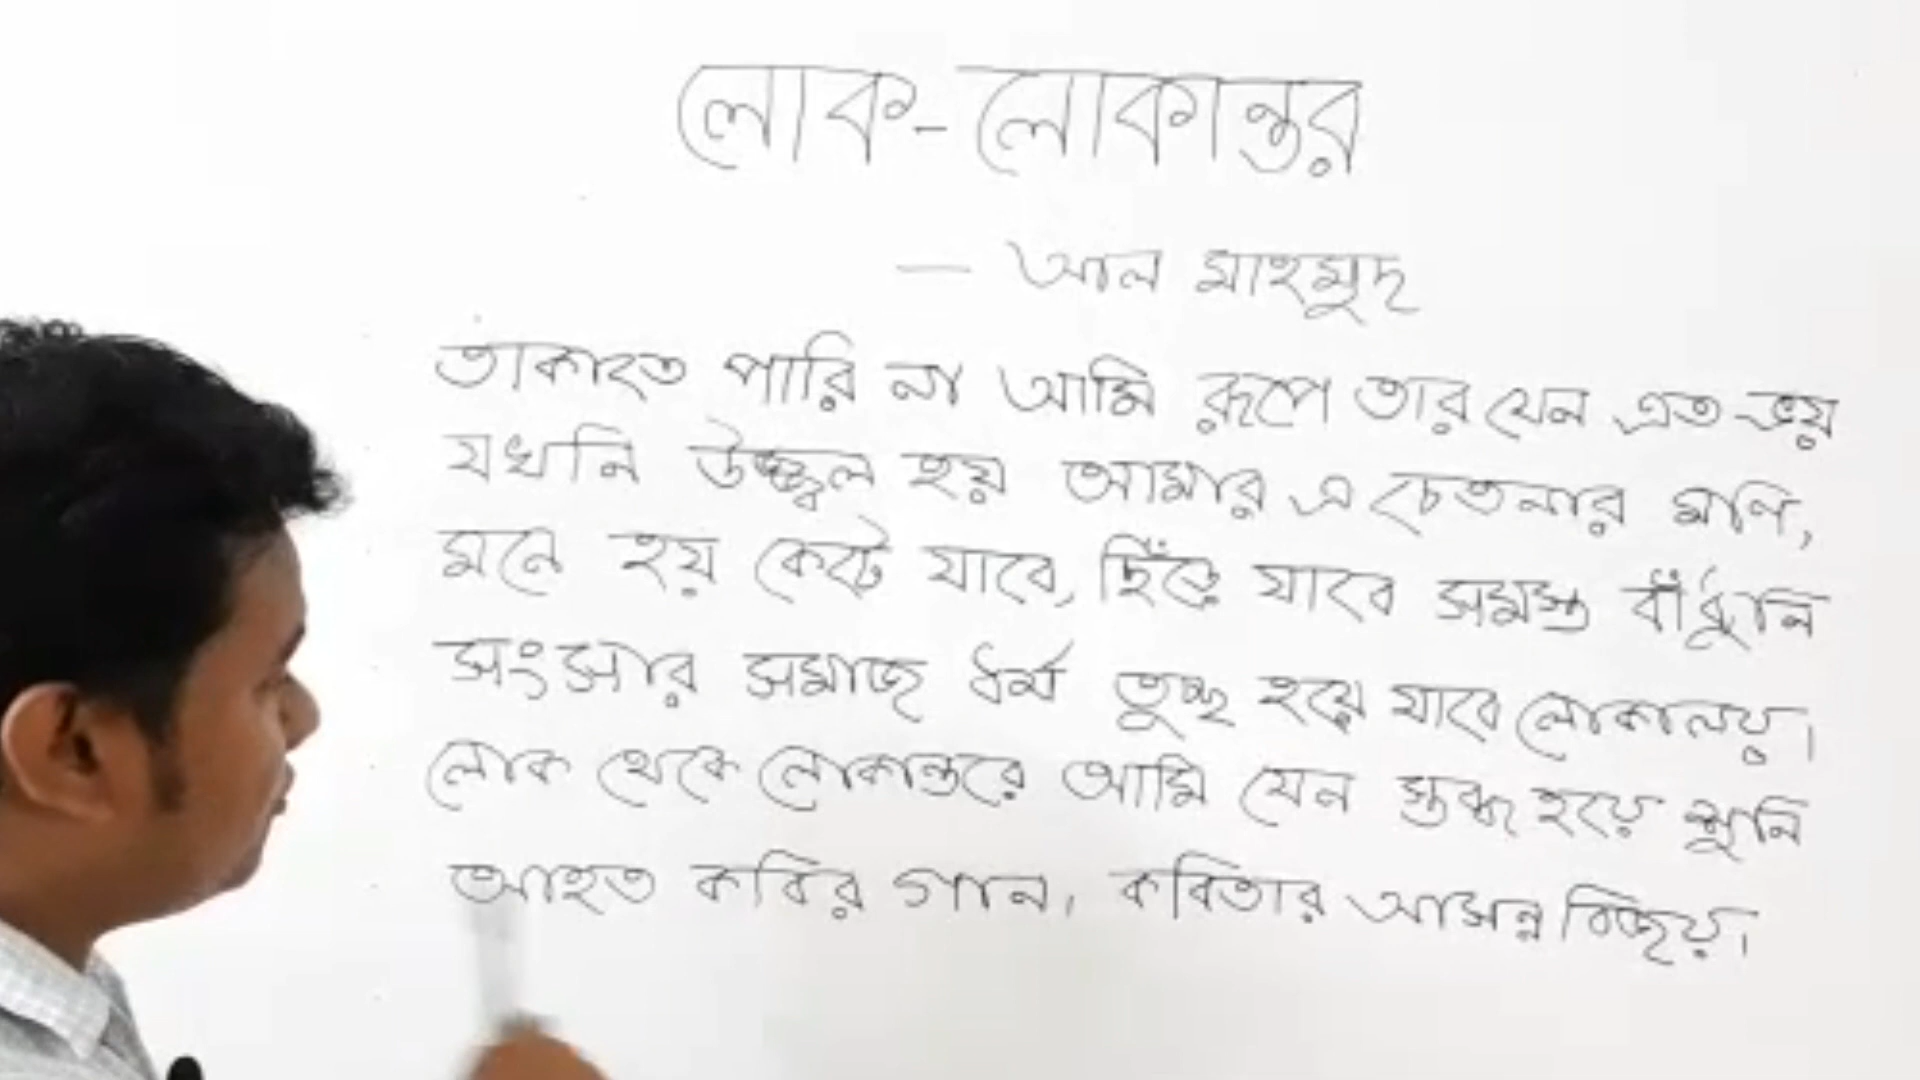 লোক-লোকান্তর
— আল মাহমুদ
তাকাতে পারি না আমি রূপে তার যেন এত ভয়
যখনি উজ্জ্বল হয় আমার এ চেতনার মণি,
মনে হয় কেটে যাবে, ছিঁড়ে যাবে সমস্ত বাঁধুনি
সংসার সমাজ ধর্ম তুচ্ছ হয়ে যাবে লোকালয়।
লোক থেকে লোকান্তরে আমি যেন স্তব্ধ হয়ে শুনি
আহত কবির গান। কবিতার আসন্ন বিজয়।